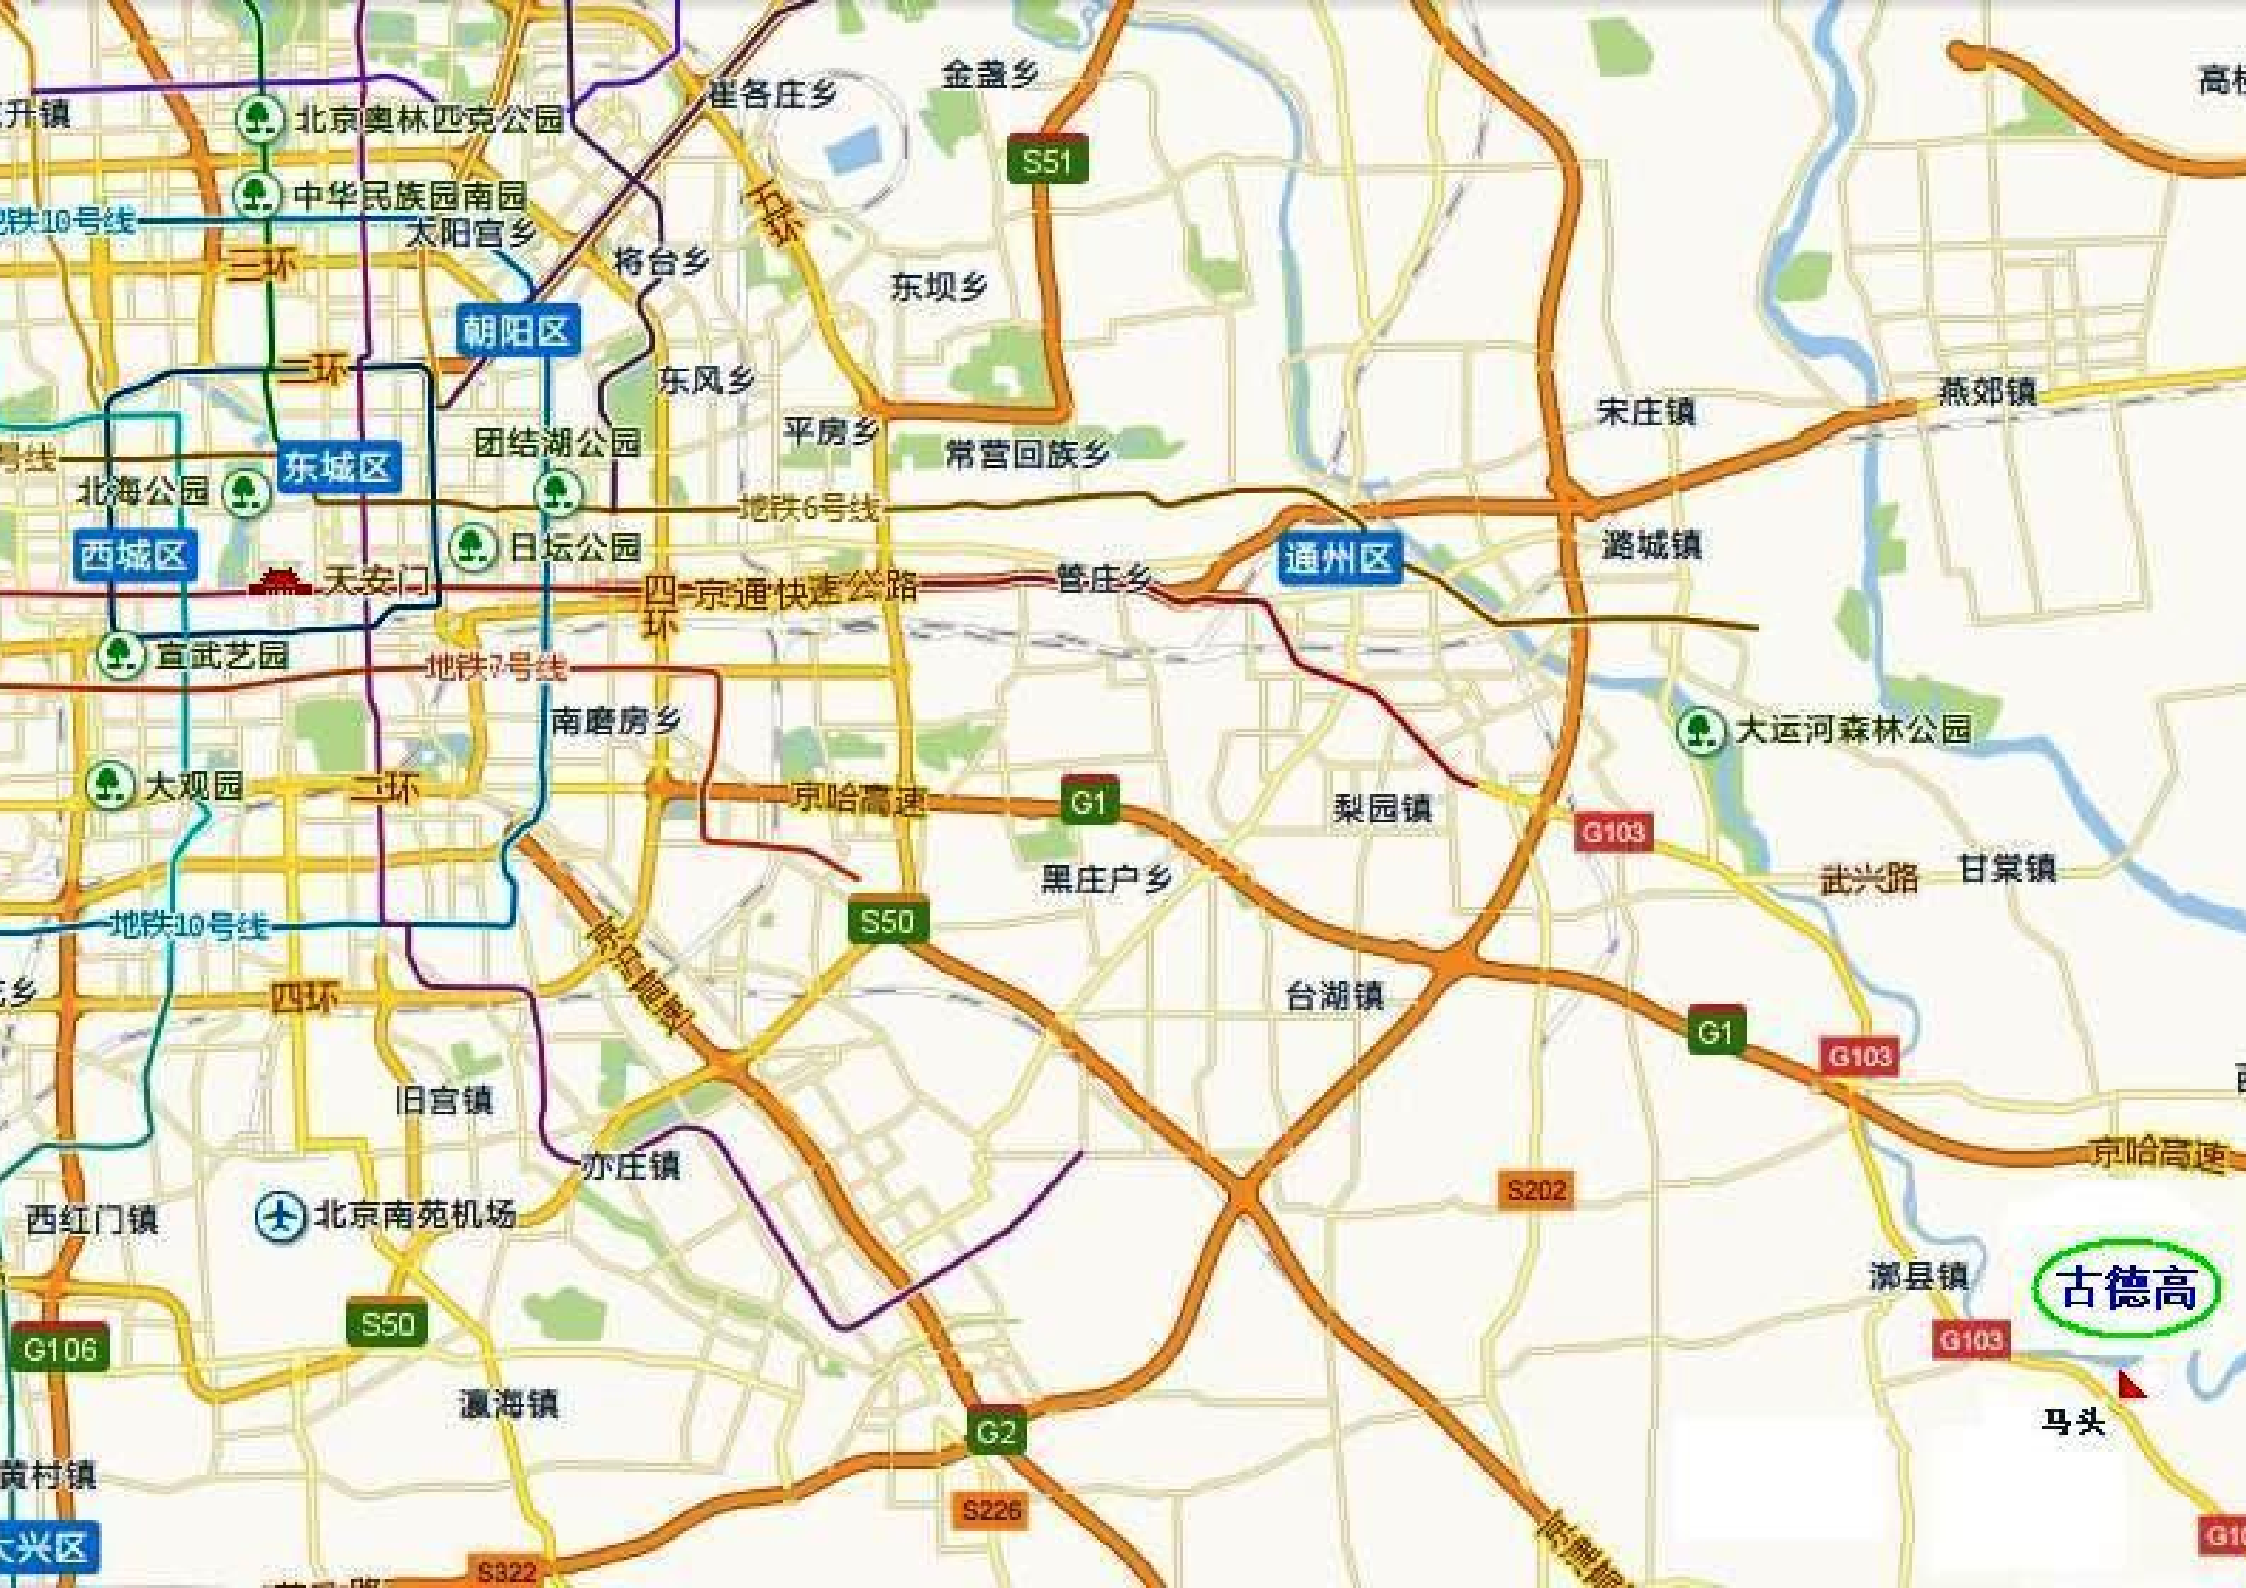 金盏乡
崔各庄乡
升镇
北京奥林匹克公园
S51
中华民族园南园
地铁10号线
太阳宫乡
五环
三环
将台乡
东坝乡
朝阳区
二环
东风乡
燕郊镇
宋庄镇
平房乡
团结湖公园
常营回族乡
号线
东城区
北海公园
地铁6号线
西城区
日坛公园
通州区
潞城镇
天安门
四环
京通快速公路
管庄乡
宣武艺园
地铁7号线
南磨房乡
大运河森林公园
大观园
二环
京哈高速
G1
梨园镇
G103
黑庄户乡
武兴路
甘棠镇
S50
地铁10号线
京沪高速
乡
四环
台湖镇
G1
G103
旧宫镇
京哈高速
亦庄镇
S202
西红门镇
北京南苑机场
漷县镇
古德高
S50
G106
G103
瀛海镇
马头
G2
黄村镇
S226
大兴区
S322